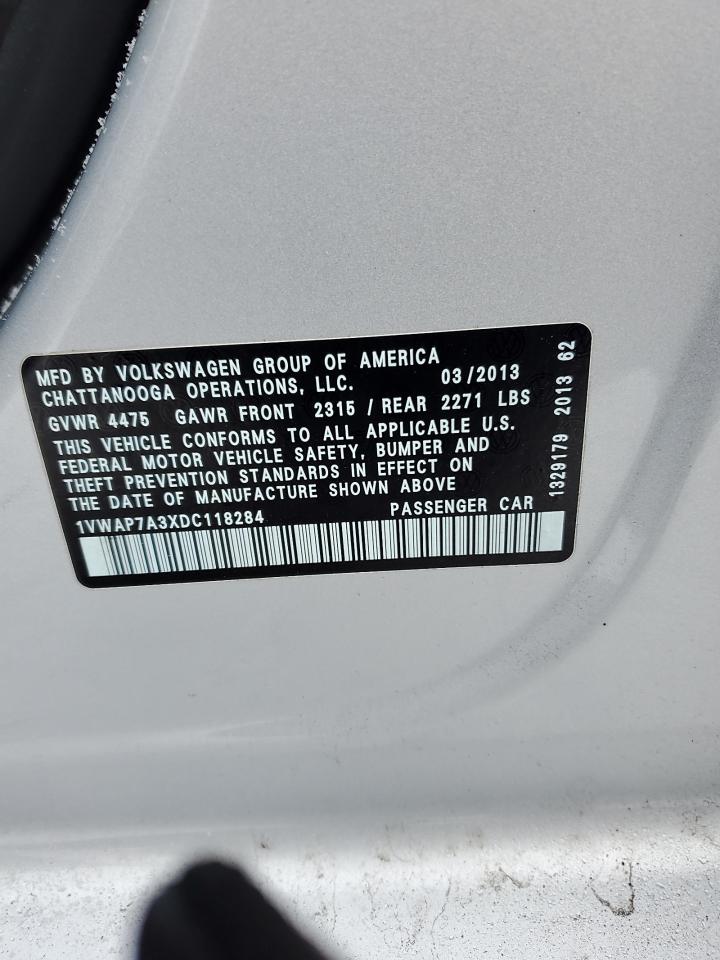 MFD BY VOLKSWAGEN GROUP OF AMERICA
CHATTANOOGA OPERATIONS, LLC. 03/2013
GVWR 4475 GAWR FRONT 2315 / REAR 2271 LBS
THIS VEHICLE CONFORMS TO ALL APPLICABLE U.S.
FEDERAL MOTOR VEHICLE SAFETY, BUMPER AND
THEFT PREVENTION STANDARDS IN EFFECT ON
THE DATE OF MANUFACTURE SHOWN ABOVE
1VWAP7A3XDC118284 PASSENGER CAR
1329179 2013 62